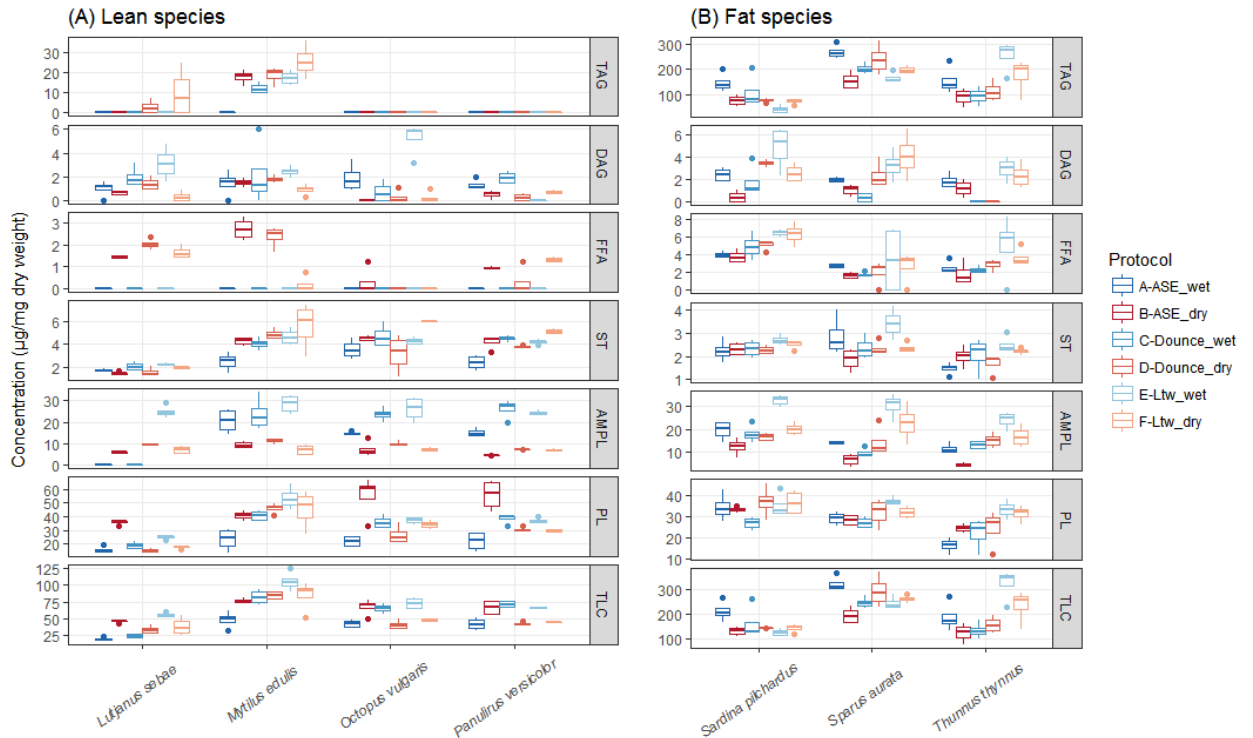 (A) Lean species
(B) Fat species
Concentration (µg/mg dry weight)
30
20
10
0
TAG
6
4
2
0
DAG
3
2
1
0
FFA
6
4
2
ST
30
20
10
0
AMPL
60
50
40
30
20
PL
125
100
75
50
25
TLC
Lutjanus sebae
Mytilus edulis
Octopus vulgaris
Panulirus versicolor
300
200
100
TAG
6
4
2
0
DAG
8
6
4
2
0
FFA
4
3
2
1
ST
30
20
10
AMPL
40
30
20
10
PL
300
200
100
TLC
Sardina pilchardus
Sparus aurata
Thunnus thynnus
Protocol
A-ASE_wet
B-ASE_dry
C-Dounce_wet
D-Dounce_dry
E-Ltw_wet
F-Ltw_dry